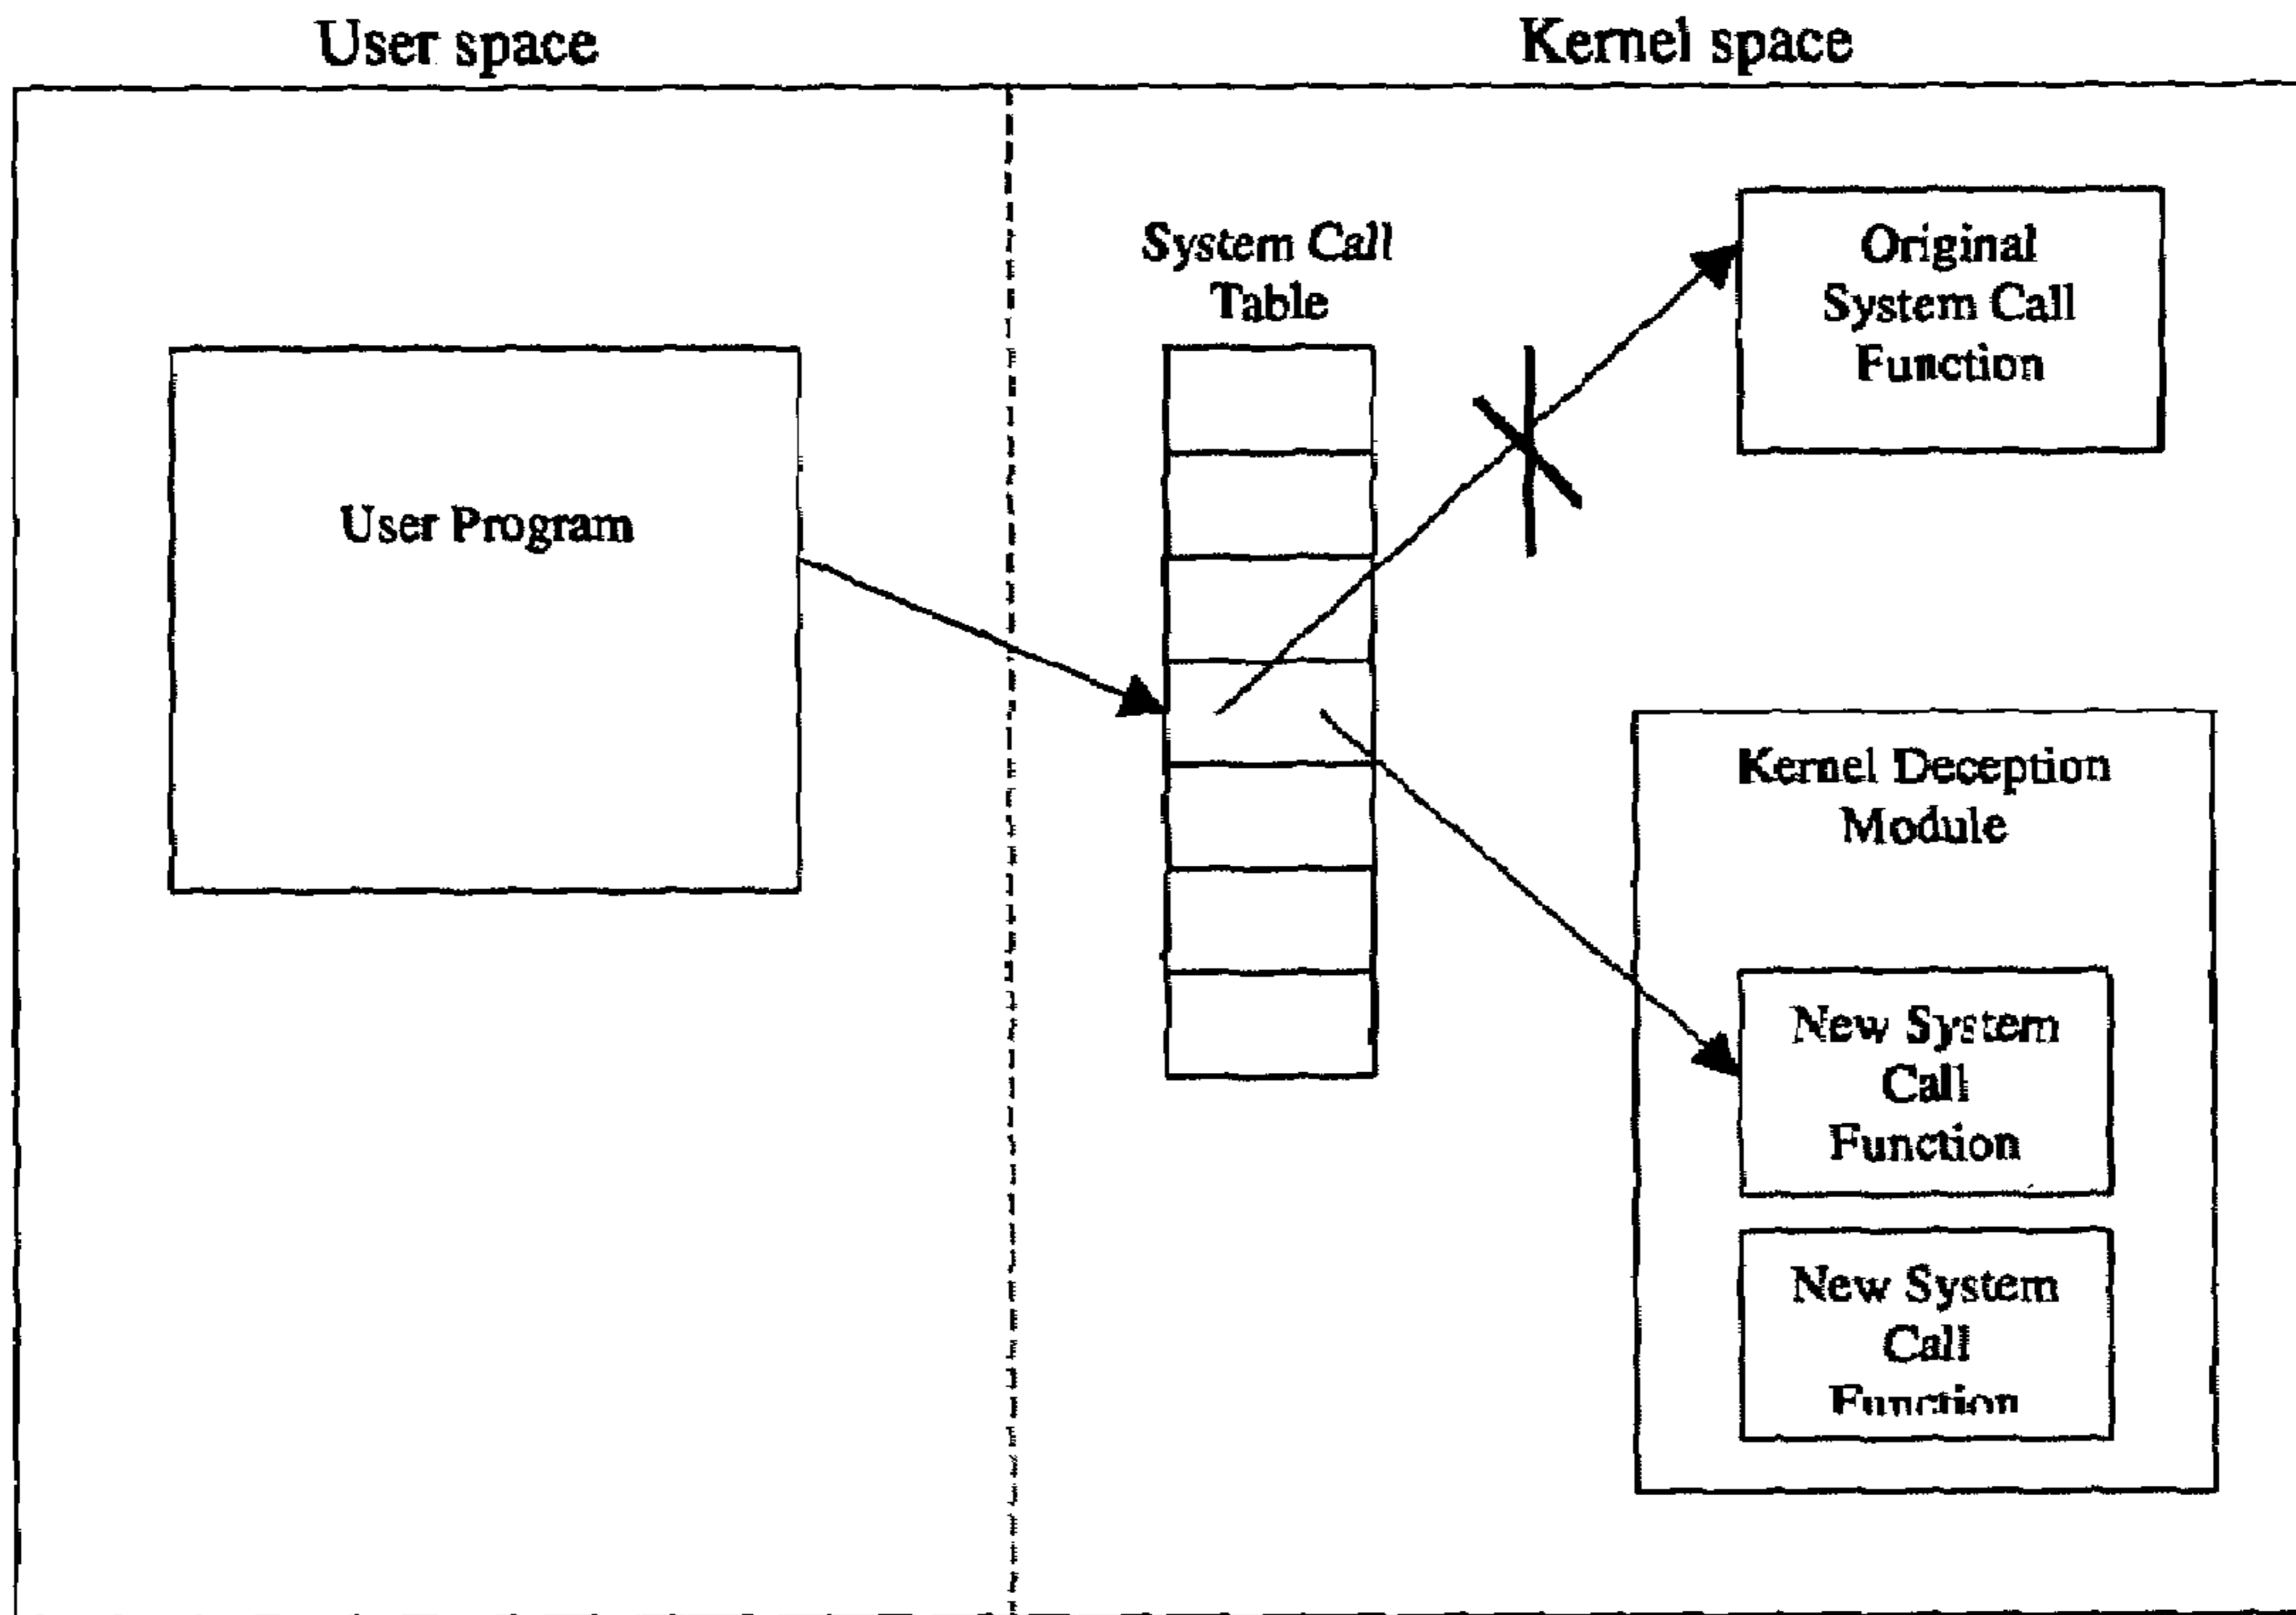 User space
Kernel space
System Call
Table
Original
System Call
Function
User Program
Kernel Deception
Module
New System
Call
Function
New System
Call
Function